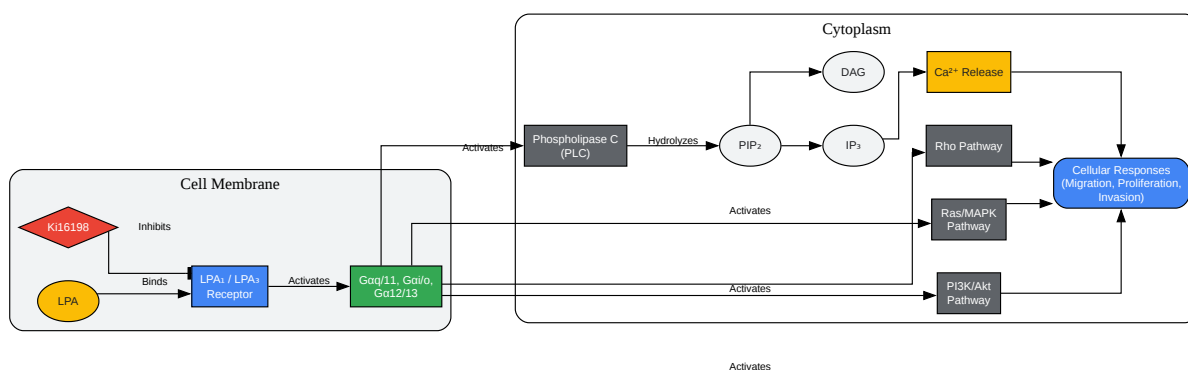 Cytoplasm
DAG
Ca²⁺ Release
Phospholipase C
(PLC)
Hydrolyzes
PIP₂
IP₃
Rho Pathway
Activates
Cell Membrane
Cellular Responses
(Migration, Proliferation,
Invasion)
Ki16198
Inhibits
Activates
Ras/MAPK
Pathway
LPA
Binds
LPA₁ / LPA₃
Receptor
Activates
Gαq/11, Gαi/o,
Gα12/13
Activates
PI3K/Akt
Pathway
Activates